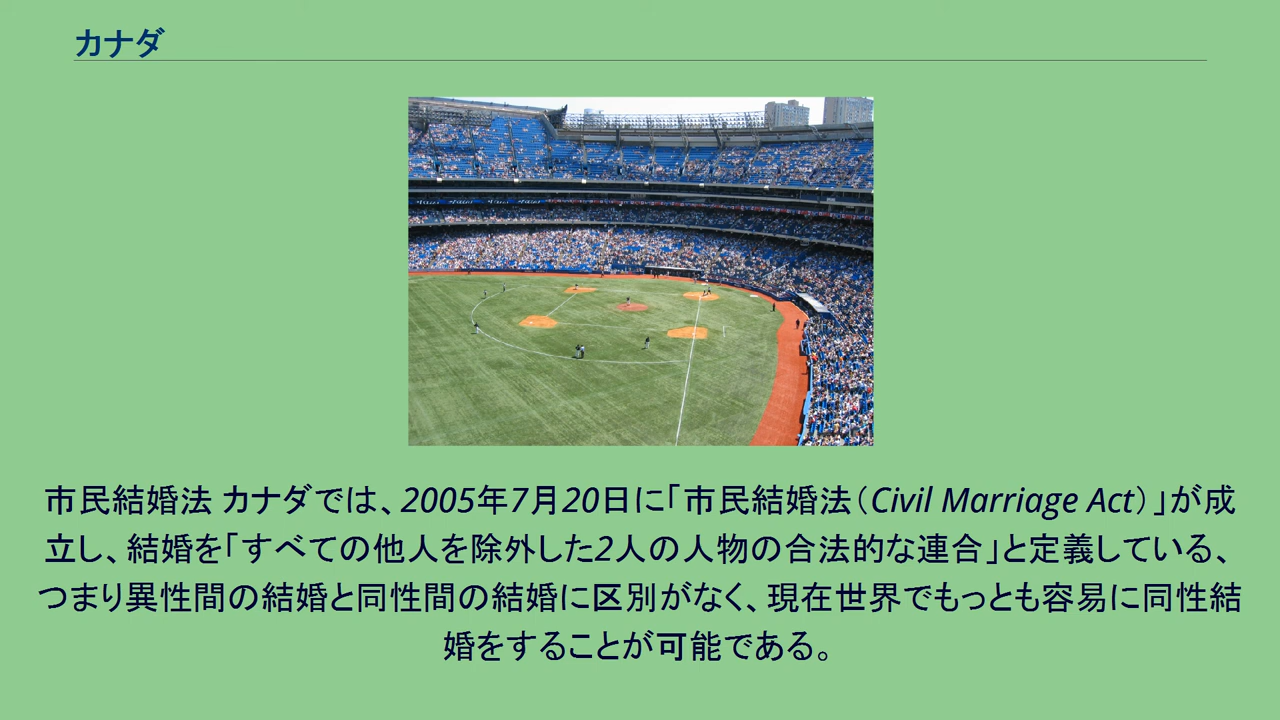 カナダ
市民結婚法 カナダでは、2005年7月20日に「市民結婚法（Civil Marriage Act）」が成
立し、結婚を「すべての他人を除外した2人の人物の合法的な連合」と定義している、
つまり異性間の結婚と同性間の結婚に区別がなく、現在世界でもっとも容易に同性結
婚をすることが可能である。